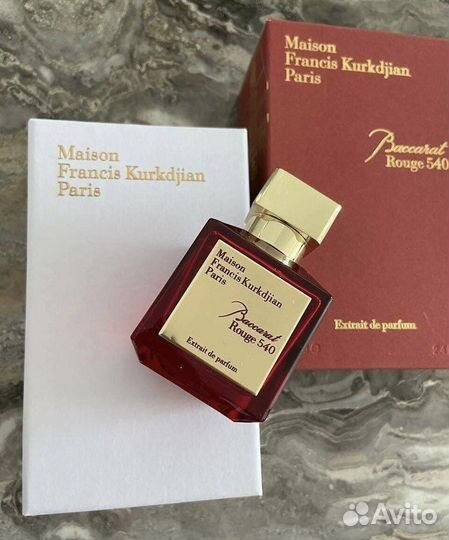 Maison
Francis Kurkdjian
Paris
Baccarat
Rouge 540
Extrait de parfum
Maison
Francis Kurkdjian
Paris
Maison
Francis Kurkdjian
Paris
Baccarat
Rouge 540
Extrait de parfum
Avito